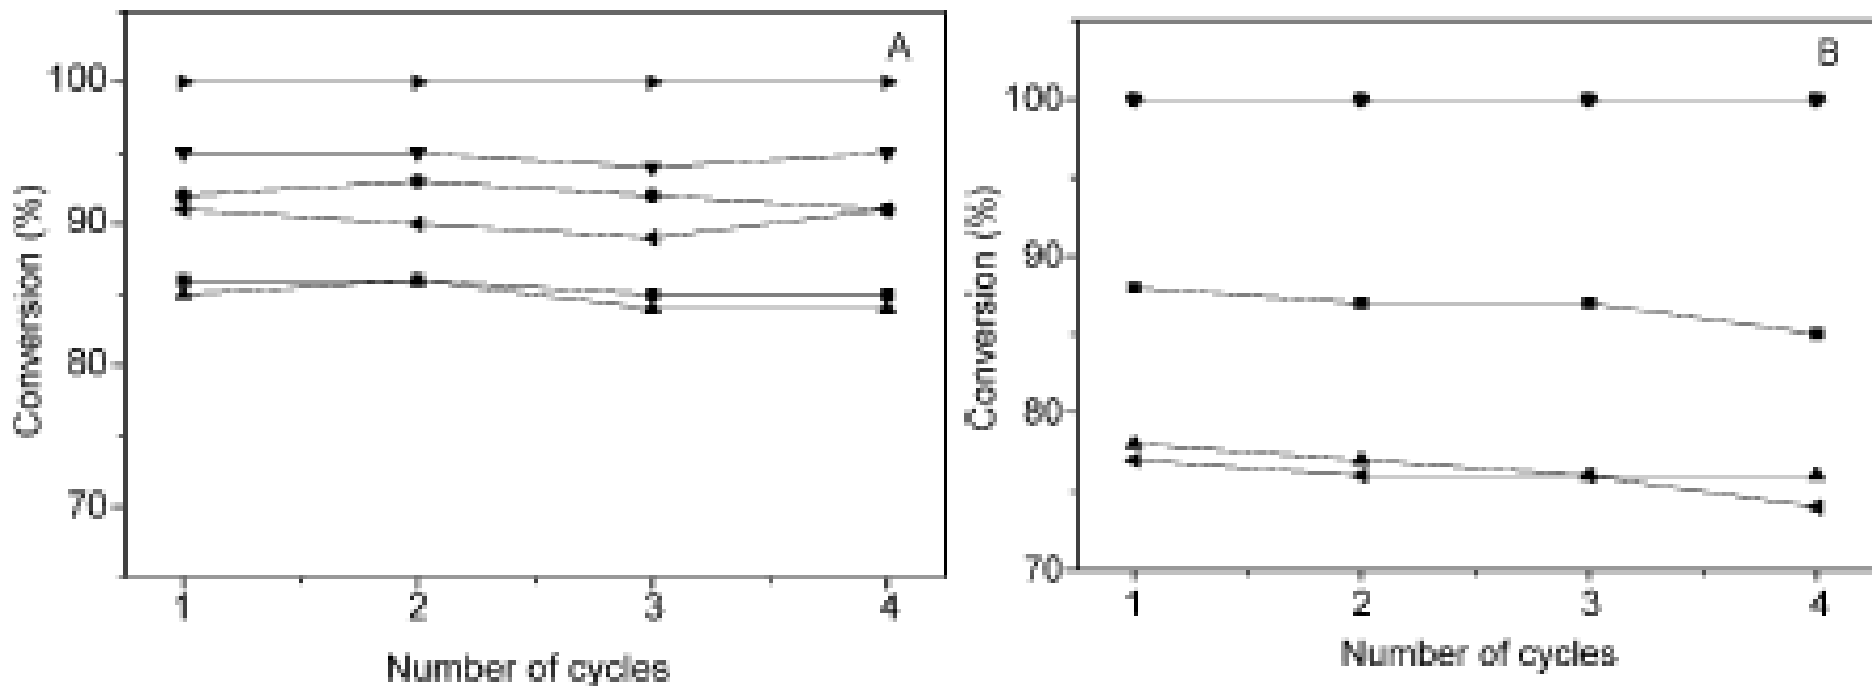 A
Conversion (%)
100
90
80
70
1 2 3 4
Number of cycles
B
Conversion (%)
100
90
80
70
1 2 3 4
Number of cycles